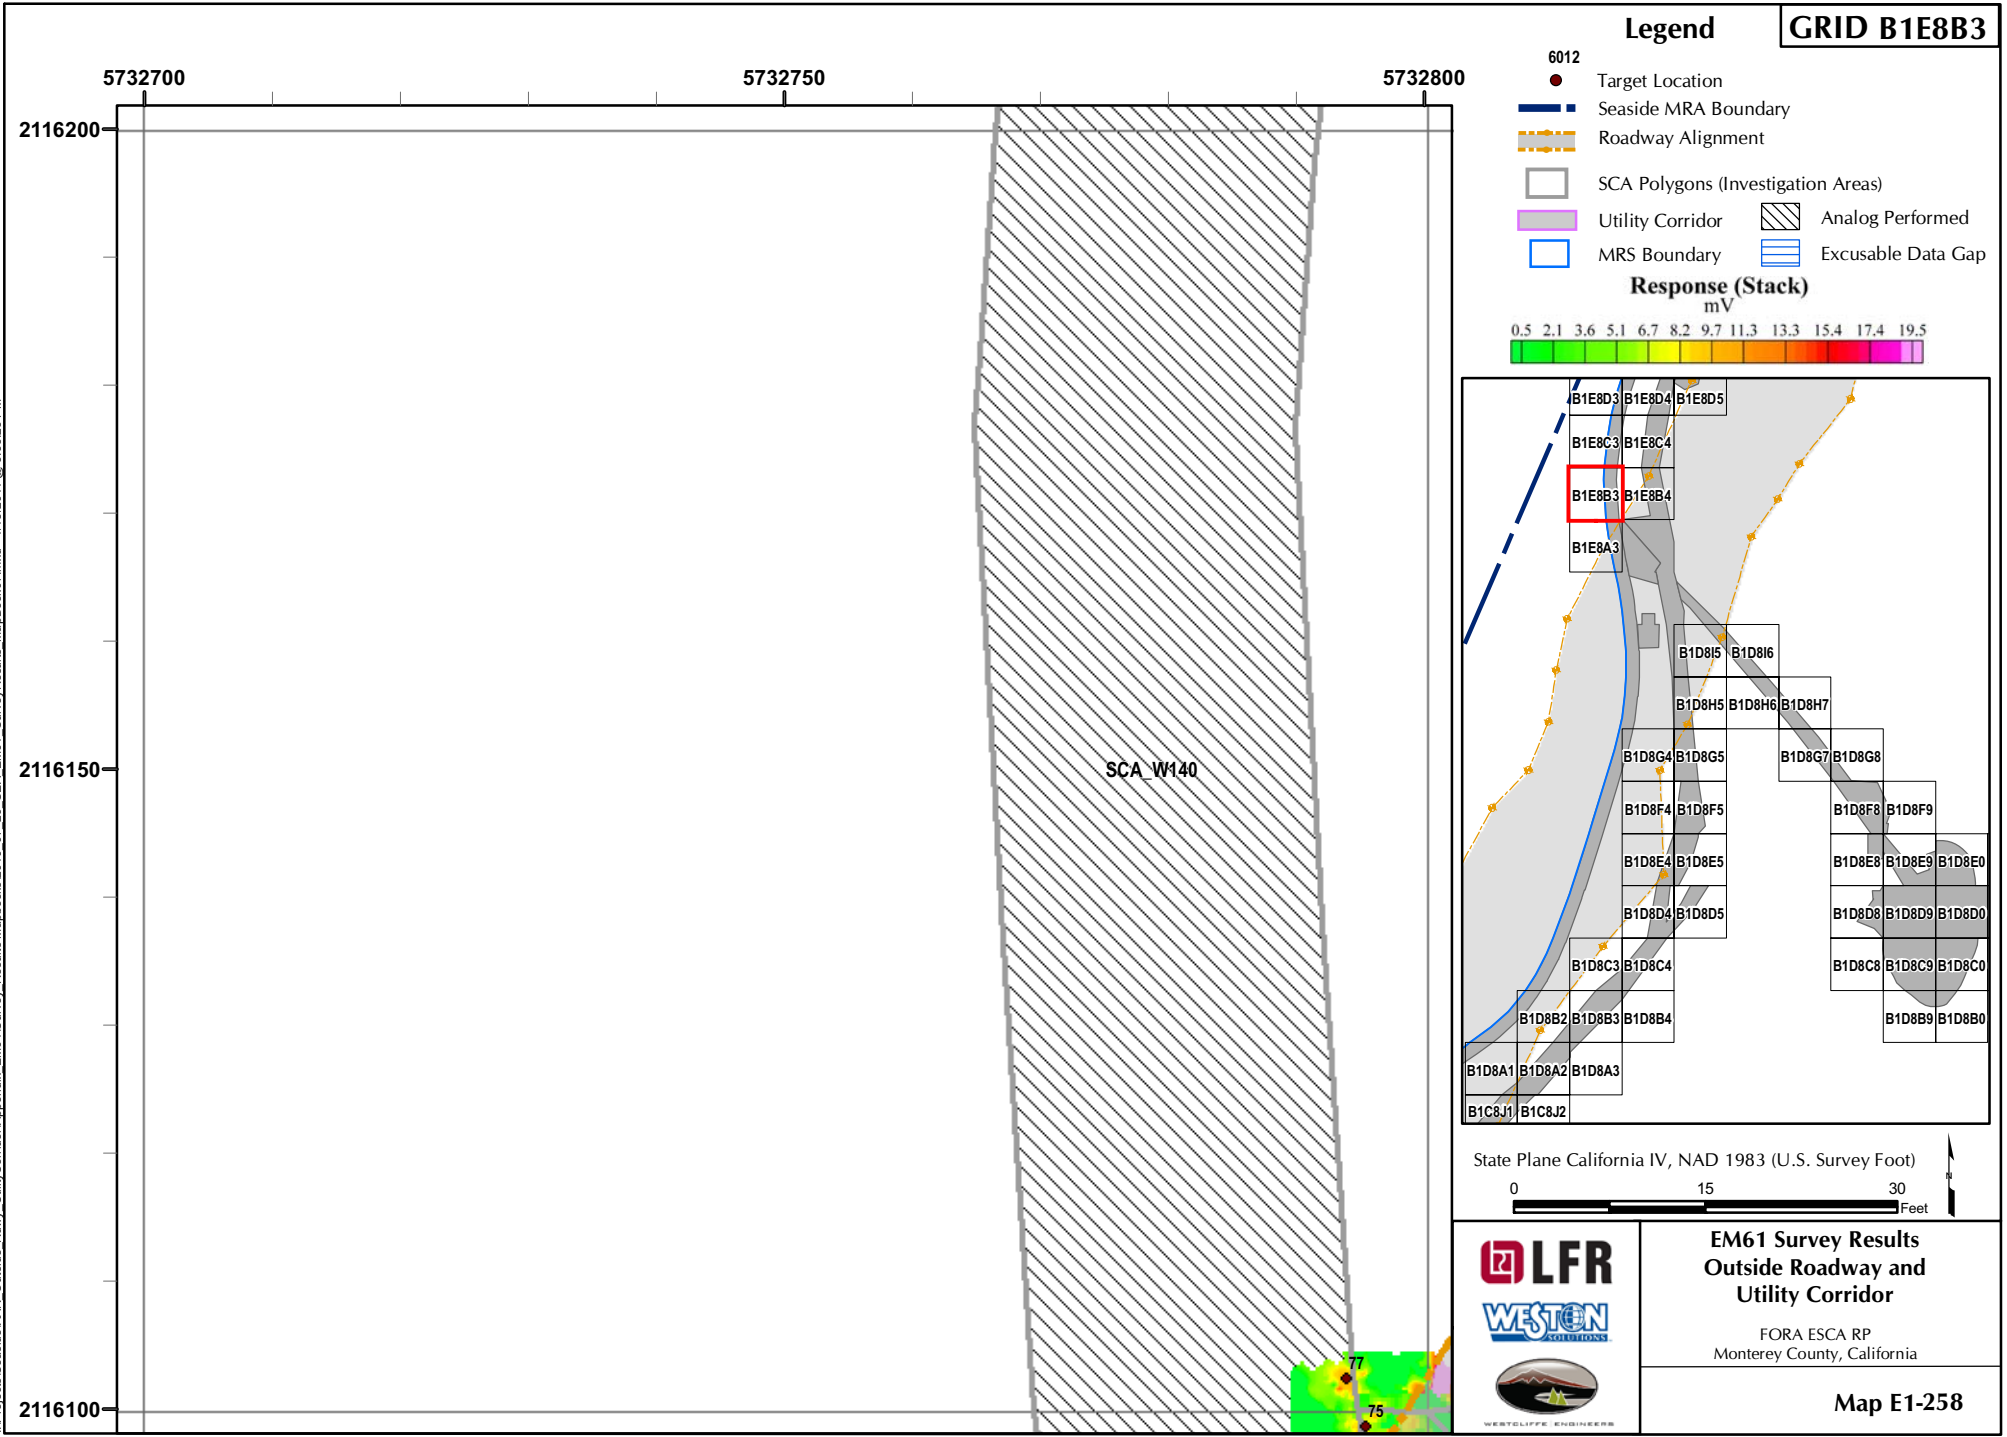 GRID B1E8B3
Legend
6012
Target Location
Seaside MRA Boundary
Roadway Alignment
SCA Polygons (Investigation Areas)
Utility Corridor
Analog Performed
MRS Boundary
Excusable Data Gap
Response (Stack)
mV
0.5 2.1 3.6 5.1 6.7 8.2 9.7 11.3 13.3 15.4 17.4 19.5
5732700 5732750 5732800
2116200
2116150
2116100
SCA_W140
77
75
B1E8D3 B1E8D4 B1E8D5
B1E8C3 B1E8C4
B1E8B3 B1E8B4
B1E8A3
B1D8I5 B1D8I6
B1D8H5 B1D8H6 B1D8H7
B1D8G4 B1D8G5 B1D8G7 B1D8G8
B1D8F4 B1D8F5 B1D8F8 B1D8F9
B1D8E4 B1D8E5 B1D8E8 B1D8E9 B1D8E0
B1D8D4 B1D8D5 B1D8D8 B1D8D9 B1D8D0
B1D8C3 B1D8C4 B1D8C8 B1D8C9 B1D8C0
B1D8B2 B1D8B3 B1D8B4 B1D8B9 B1D8B0
B1D8A1 B1D8A2 B1D8A3
B1C8J1 B1C8J2
State Plane California IV, NAD 1983 (U.S. Survey Foot)
0 15 30
Feet
N
LFR
WESTON
SOLUTIONS
WESTCLIFFE ENGINEERS
EM61 Survey Results
Outside Roadway and
Utility Corridor
FORA ESCA RP
Monterey County, California
Map E1-258